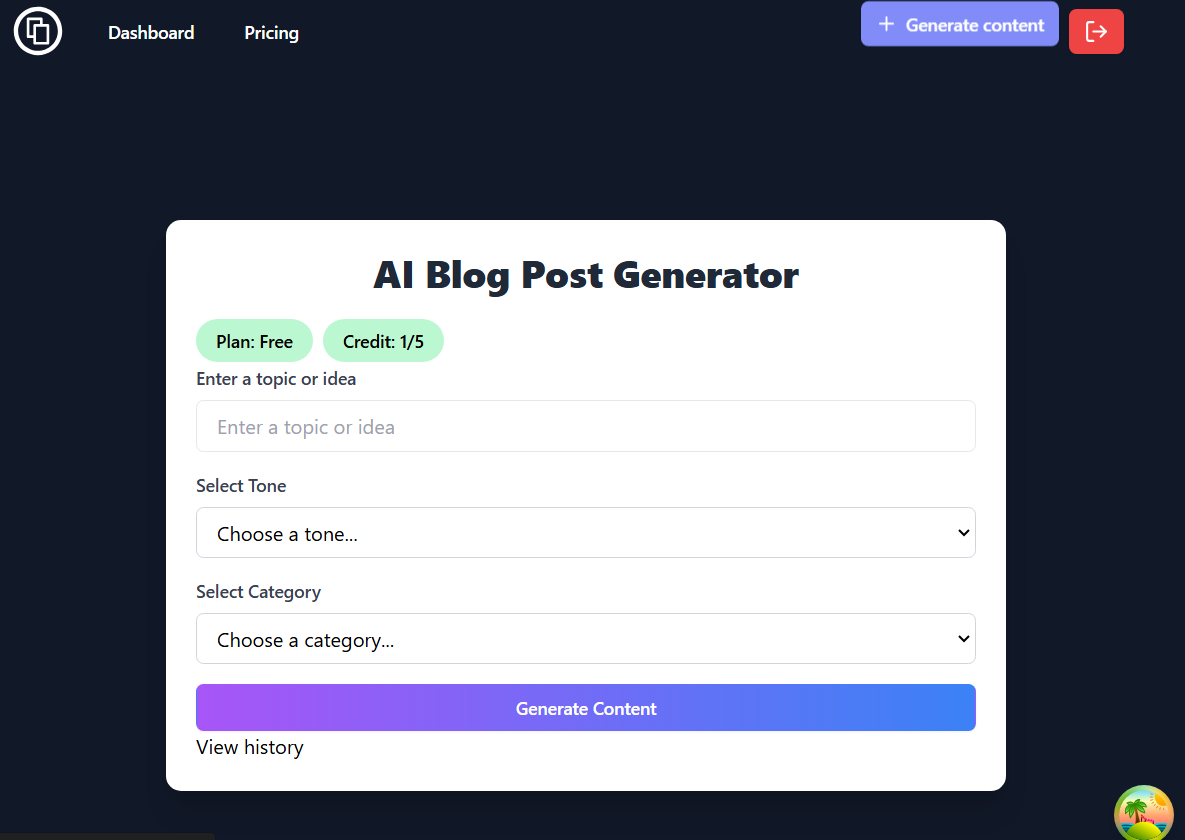 Dashboard
Pricing
Generate content
AI Blog Post Generator
Plan: Free
Credit: 1/5
Enter a topic or idea
Enter a topic or idea
Select Tone
Choose a tone...
Select Category
Choose a category...
Generate Content
View history